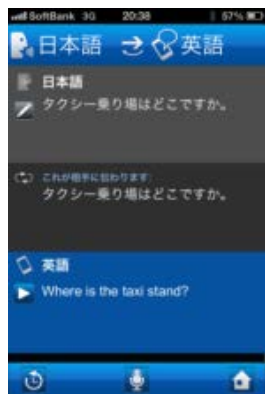 SoftBank 3G 20:38 57%
日本語 英語
日本語
タクシー乗り場はどこですか。
これが相手に伝わります:
タクシー乗り場はどこですか。
英語
Where is the taxi stand?